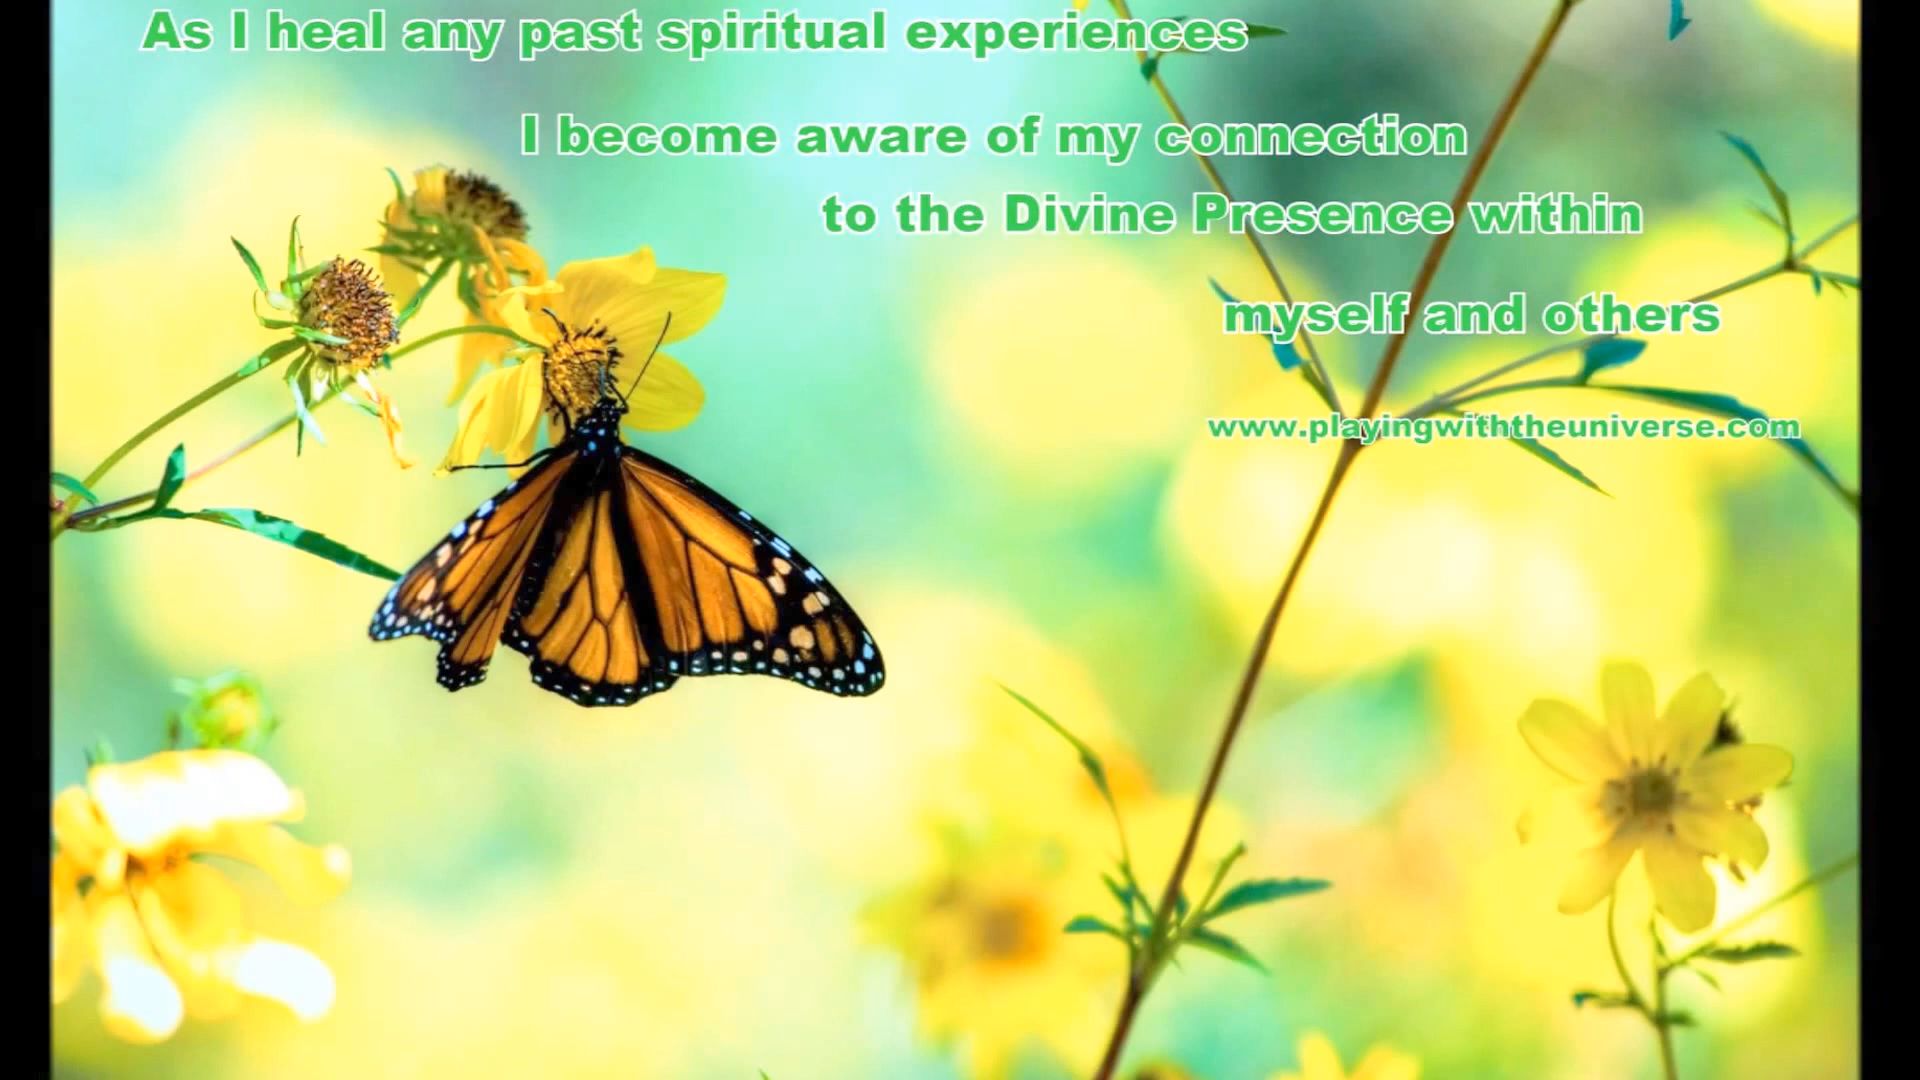 As I heal any past spiritual experiences
I become aware of my connection
to the Divine Presence within
myself and others
www.playingwiththeuniverse.com